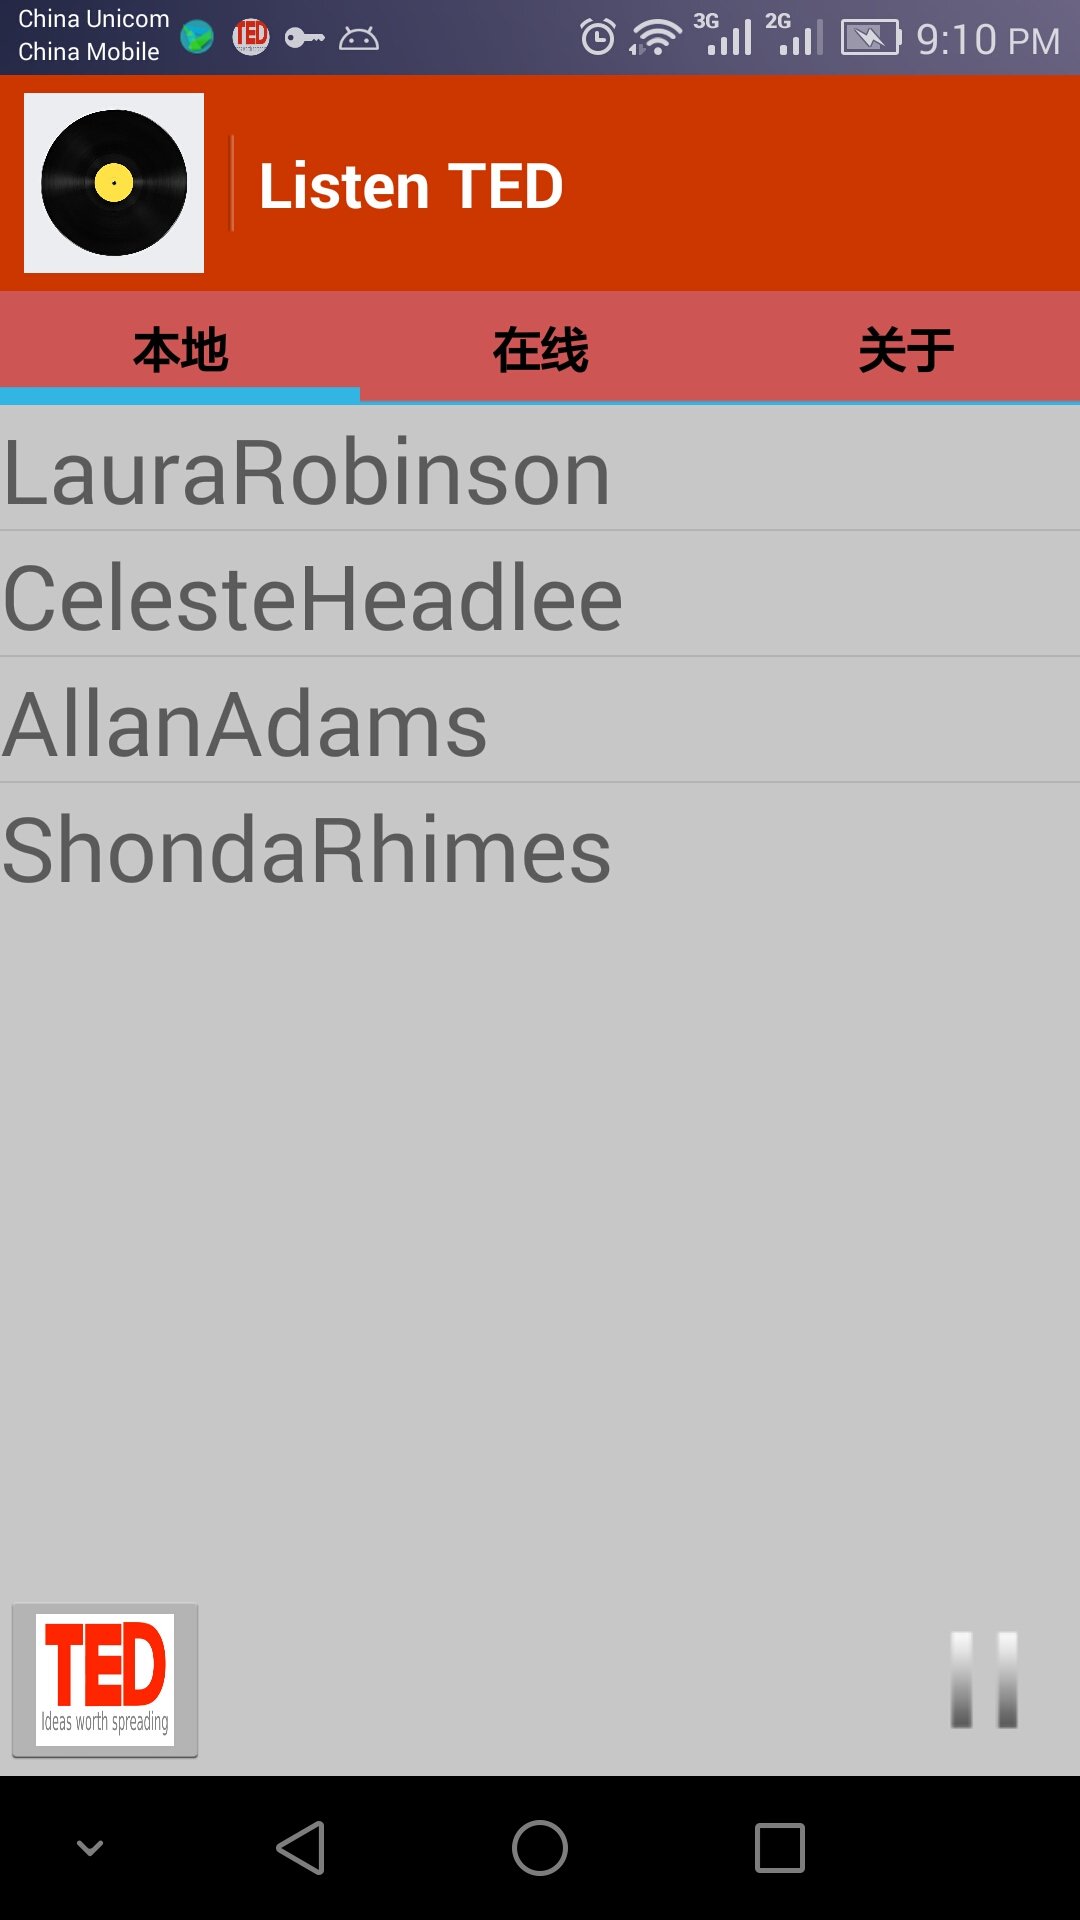 China Unicom
China Mobile
TED
3G
2G
9:10 PM
Listen TED
本地
在线
关于
LauraRobinson
CelesteHeadlee
AllanAdams
ShondaRhimes
TED
Ideas worth spreading